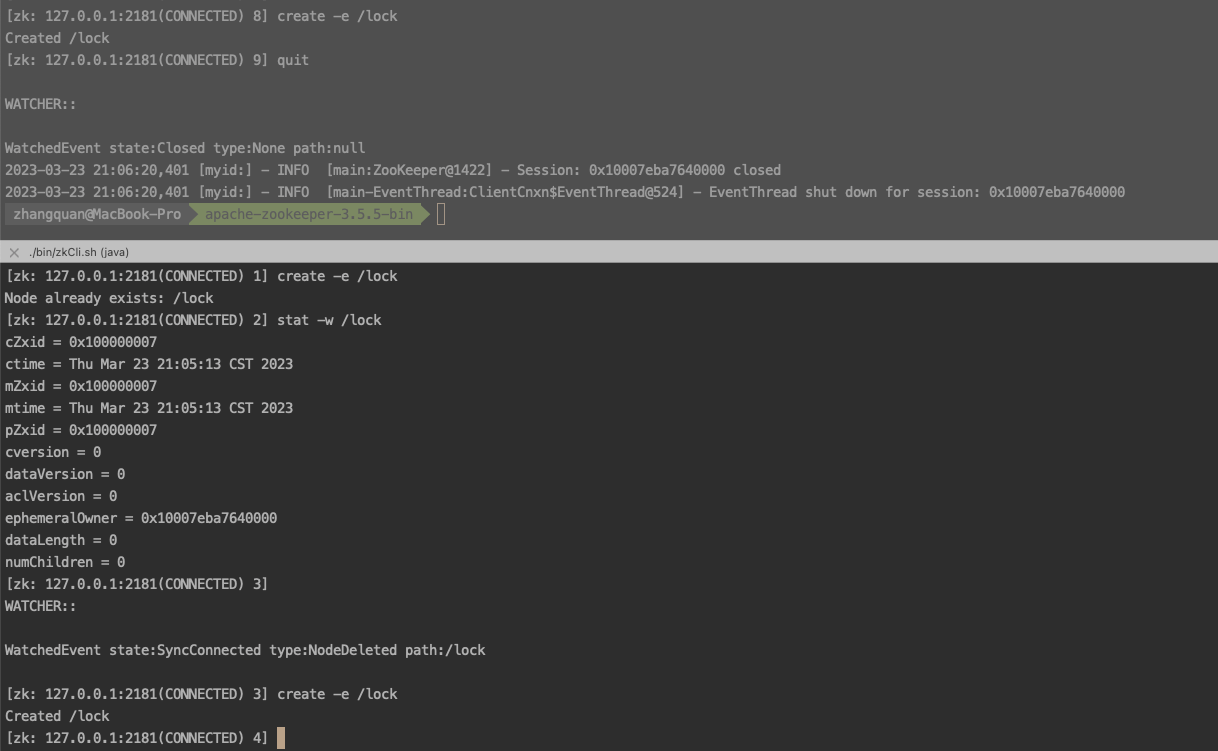 [zk: 127.0.0.1:2181(CONNECTED) 8] create -e /lock
Created /lock
[zk: 127.0.0.1:2181(CONNECTED) 9] quit
WATCHER::
WatchedEvent state:Closed type:None path:null
2023-03-23 21:06:20,401 [myid:] - INFO  [main:ZooKeeper@1422] - Session: 0x10007eba7640000 closed
2023-03-23 21:06:20,401 [myid:] - INFO  [main-EventThread:ClientCnxn$EventThread@524] - EventThread shut down for session: 0x10007eba7640000
zhangquan@MacBook-Pro apache-zookeeper-3.5.5-bin
./bin/zkCli.sh (java)
[zk: 127.0.0.1:2181(CONNECTED) 1] create -e /lock
Node already exists: /lock
[zk: 127.0.0.1:2181(CONNECTED) 2] stat -w /lock
cZxid = 0x100000007
ctime = Thu Mar 23 21:05:13 CST 2023
mZxid = 0x100000007
mtime = Thu Mar 23 21:05:13 CST 2023
pZxid = 0x100000007
cversion = 0
dataVersion = 0
aclVersion = 0
ephemeralOwner = 0x10007eba7640000
dataLength = 0
numChildren = 0
[zk: 127.0.0.1:2181(CONNECTED) 3]
WATCHER::
WatchedEvent state:SyncConnected type:NodeDeleted path:/lock
[zk: 127.0.0.1:2181(CONNECTED) 3] create -e /lock
Created /lock
[zk: 127.0.0.1:2181(CONNECTED) 4]